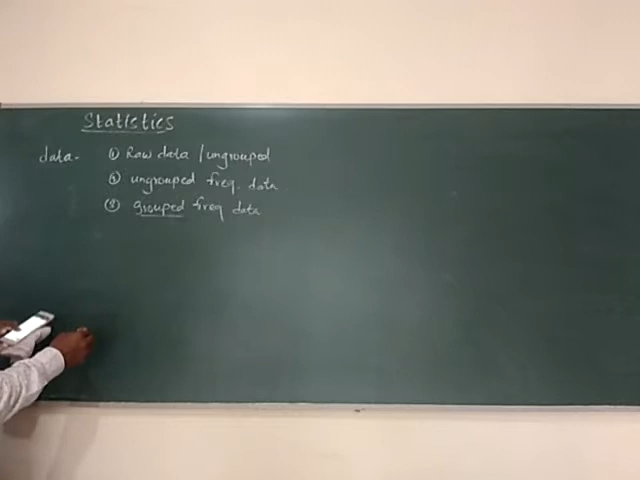 Statistics
data- ① Raw data / ungrouped
② ungrouped freq. data
③ grouped freq data